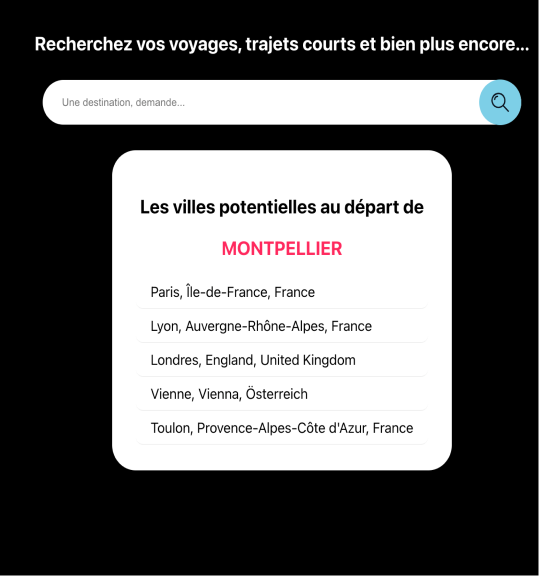 Recherchez vos voyages, trajets courts et bien plus encore...
Une destination, demande...
Les villes potentielles au départ de
MONTPELLIER
Paris, Île-de-France, France
Lyon, Auvergne-Rhône-Alpes, France
Londres, England, United Kingdom
Vienne, Vienna, Österreich
Toulon, Provence-Alpes-Côte d'Azur, France